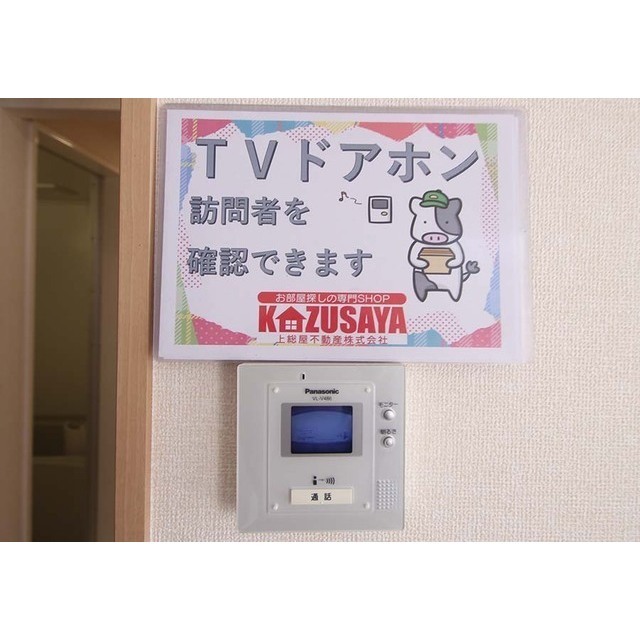 TVドアホン
訪問者を
確認できます
お部屋探しの専門SHOP
KAZUSAYA
上総屋不動産株式会社
Panasonic
モニター
明るさ
通話